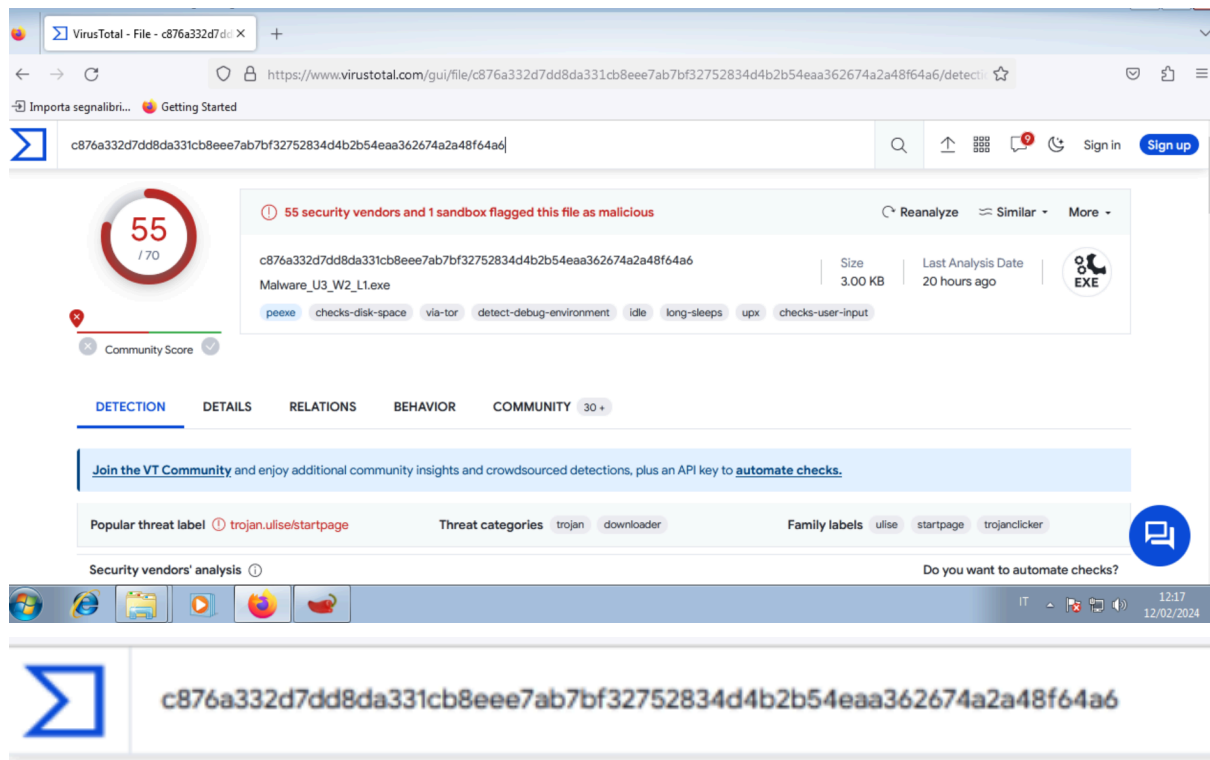 VirusTotal - File - c876a332d7dd
https://www.virustotal.com/gui/file/c876a332d7dd8da331cb8eee7ab7bf32752834d4b2b54eaa362674a2a48f64a6/detecti
Importa segnalibri... Getting Started
c876a332d7dd8da331cb8eee7ab7bf32752834d4b2b54eaa362674a2a48f64a6 9 Sign in Sign up
55
/ 70
Community Score
55 security vendors and 1 sandbox flagged this file as malicious Reanalyze Similar More
c876a332d7dd8da331cb8eee7ab7bf32752834d4b2b54eaa362674a2a48f64a6
Malware_U3_W2_L1.exe
Size
3.00 KB
Last Analysis Date
20 hours ago
EXE
peexe checks-disk-space via-tor detect-debug-environment idle long-sleeps upx checks-user-input
DETECTION DETAILS RELATIONS BEHAVIOR COMMUNITY 30 +
Join the VT Community and enjoy additional community insights and crowdsourced detections, plus an API key to automate checks.
Popular threat label trojan.ulise/startpage Threat categories trojan downloader Family labels ulise startpage trojanclicker
Security vendors' analysis Do you want to automate checks?
IT 12:17
12/02/2024
c876a332d7dd8da331cb8eee7ab7bf32752834d4b2b54eaa362674a2a48f64a6